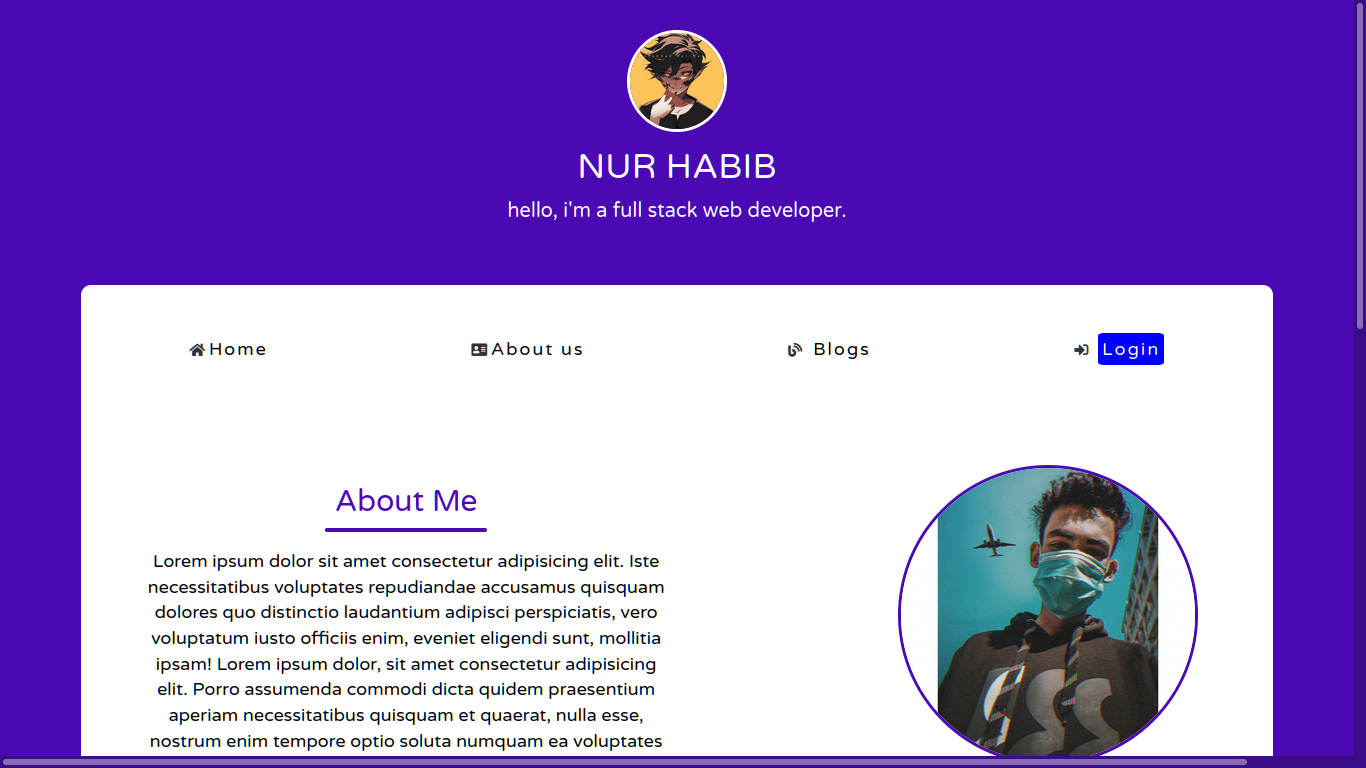 NUR HABIB
hello, i'm a full stack web developer.
Home
About us
Blogs
Login
About Me
Lorem ipsum dolor sit amet consectetur adipisicing elit. Iste
necessitatibus voluptates repudiandae accusamus quisquam
dolores quo distinctio laudantium adipisci perspiciatis, vero
voluptatum iusto officiis enim, eveniet eligendi sunt, mollitia
ipsam! Lorem ipsum dolor, sit amet consectetur adipisicing
elit. Porro assumenda commodi dicta quidem praesentium
aperiam necessitatibus quisquam et quaerat, nulla esse,
nostrum enim tempore optio soluta numquam ea voluptates